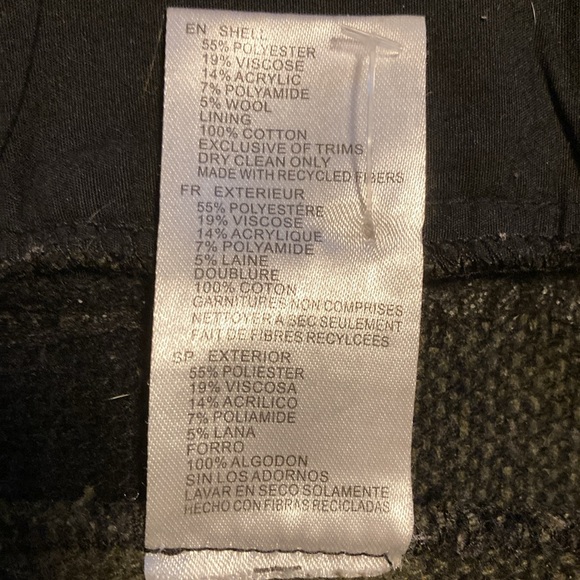 EN SHELL
55% POLYESTER
19% VISCOSE
14% ACRYLIC
7% POLYAMIDE
5% WOOL
LINING
100% COTTON
EXCLUSIVE OF TRIMS
DRY CLEAN ONLY
MADE WITH RECYCLED FIBERS
FR EXTERIEUR
55% POLYESTÈRE
19% VISCOSE
14% ACRYLIQUE
7% POLYAMIDE
5% LAINE
DOUBLURE
100% COTON
GARNITURES NON COMPRISES
NETTOYER A SEC SEULEMENT
FAIT DE FIBRES RECYLCÉES
SP EXTERIOR
55% POLIESTER
19% VISCOSA
14% ACRILICO
7% POLIAMIDE
5% LANA
FORRO
100% ALGODON
SIN LOS ADORNOS
LAVAR EN SECO SOLAMENTE
HECHO CON FIBRAS RECICLADAS